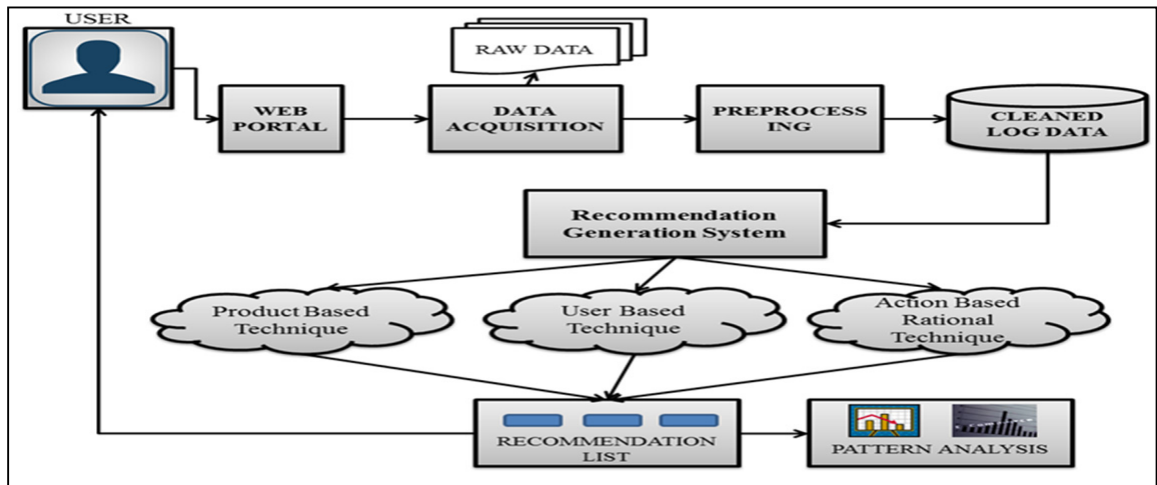 USER
RAW DATA
WEB
PORTAL
DATA
ACQUISITION
PREPROCESS
ING
CLEANED
LOG DATA
Recommendation
Generation System
Product Based
Technique
User Based
Technique
Action Based
Rational
Technique
RECOMMENDATION
LIST
PATTERN ANALYSIS